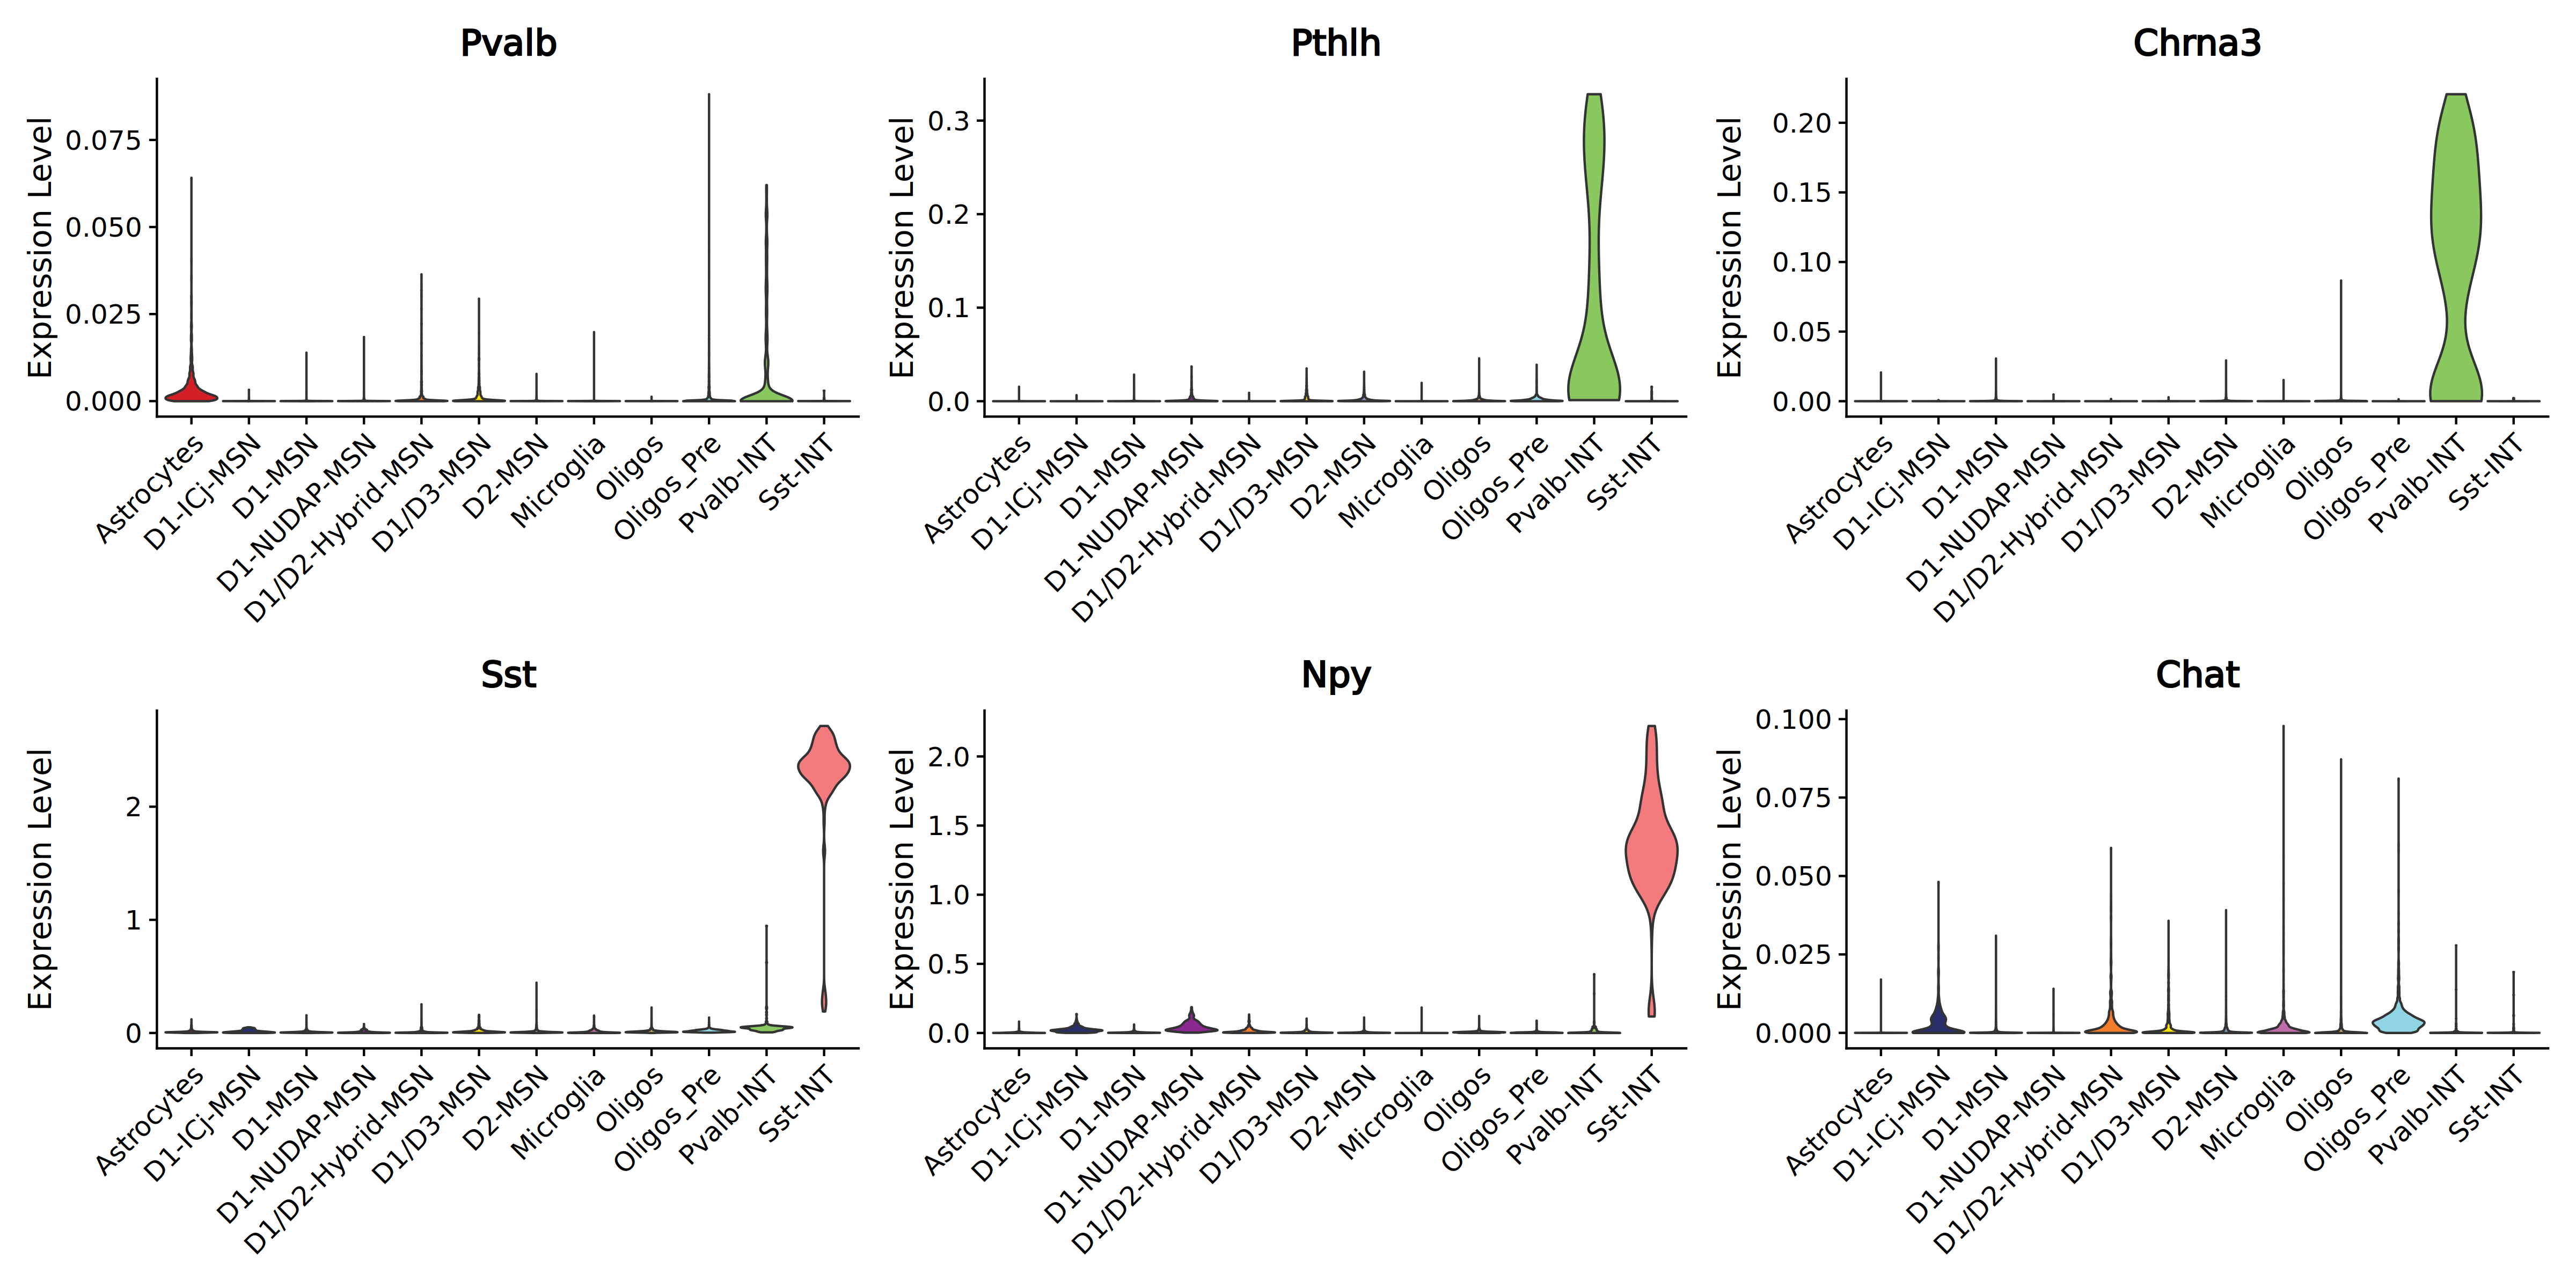 Pvalb
Expression Level
0.075
0.050
0.025
0.000
Astrocytes
D1-ICj-MSN
D1-MSN
D1-NUDAP-MSN
D1/D2-Hybrid-MSN
D1/D3-MSN
D2-MSN
Microglia
Oligos
Oligos_Pre
Pvalb-INT
Sst-INT
Pthlh
Expression Level
0.3
0.2
0.1
0.0
Astrocytes
D1-ICj-MSN
D1-MSN
D1-NUDAP-MSN
D1/D2-Hybrid-MSN
D1/D3-MSN
D2-MSN
Microglia
Oligos
Oligos_Pre
Pvalb-INT
Sst-INT
Chrna3
Expression Level
0.20
0.15
0.10
0.05
0.00
Astrocytes
D1-ICj-MSN
D1-MSN
D1-NUDAP-MSN
D1/D2-Hybrid-MSN
D1/D3-MSN
D2-MSN
Microglia
Oligos
Oligos_Pre
Pvalb-INT
Sst-INT
Sst
Expression Level
2
1
0
Astrocytes
D1-ICj-MSN
D1-MSN
D1-NUDAP-MSN
D1/D2-Hybrid-MSN
D1/D3-MSN
D2-MSN
Microglia
Oligos
Oligos_Pre
Pvalb-INT
Sst-INT
Npy
Expression Level
2.0
1.5
1.0
0.5
0.0
Astrocytes
D1-ICj-MSN
D1-MSN
D1-NUDAP-MSN
D1/D2-Hybrid-MSN
D1/D3-MSN
D2-MSN
Microglia
Oligos
Oligos_Pre
Pvalb-INT
Sst-INT
Chat
Expression Level
0.100
0.075
0.050
0.025
0.000
Astrocytes
D1-ICj-MSN
D1-MSN
D1-NUDAP-MSN
D1/D2-Hybrid-MSN
D1/D3-MSN
D2-MSN
Microglia
Oligos
Oligos_Pre
Pvalb-INT
Sst-INT